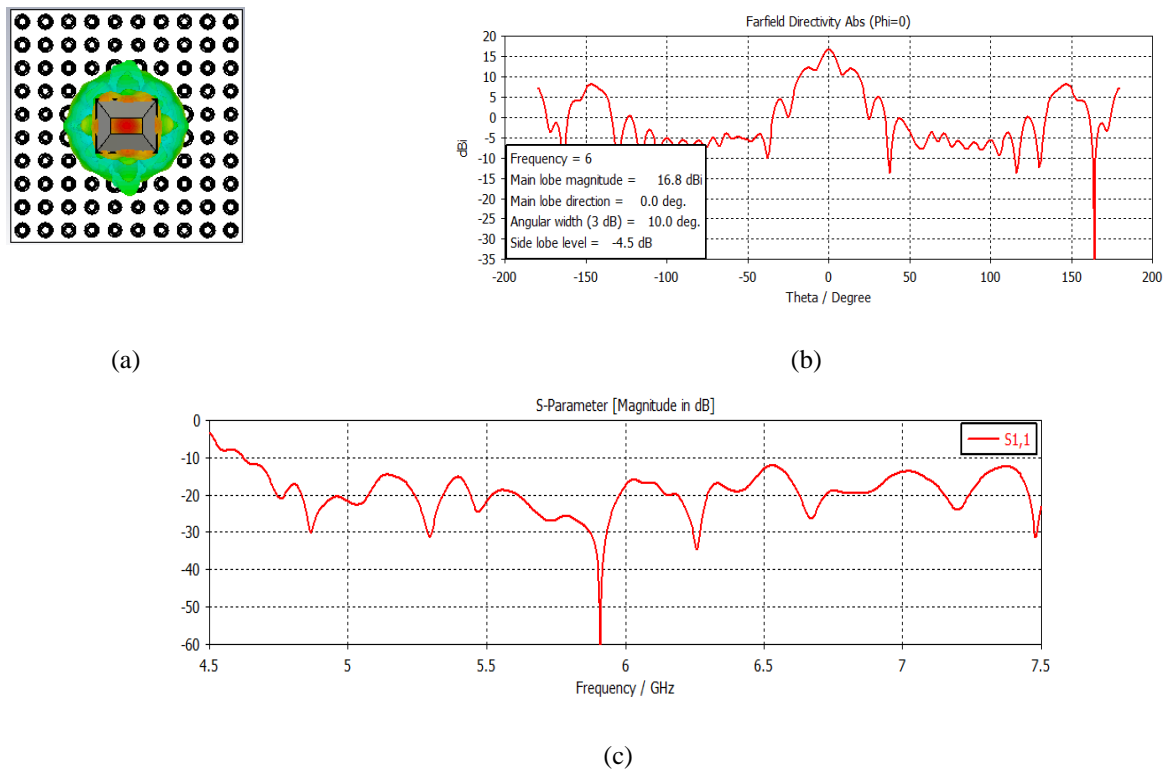 Farfield Directivity Abs (Phi=0)
20
15
10
5
0
-5
-10
-15
-20
-25
-30
-35
dBi
Frequency = 6
Main lobe magnitude = 16.8 dBi
Main lobe direction = 0.0 deg.
Angular width (3 dB) = 10.0 deg.
Side lobe level = -4.5 dB
-200 -150 -100 -50 0 50 100 150 200
Theta / Degree
(a) (b)
S-Parameter [Magnitude in dB]
0
-10
-20
-30
-40
-50
-60
S1,1
4.5 5 5.5 6 6.5 7 7.5
Frequency / GHz
(c)